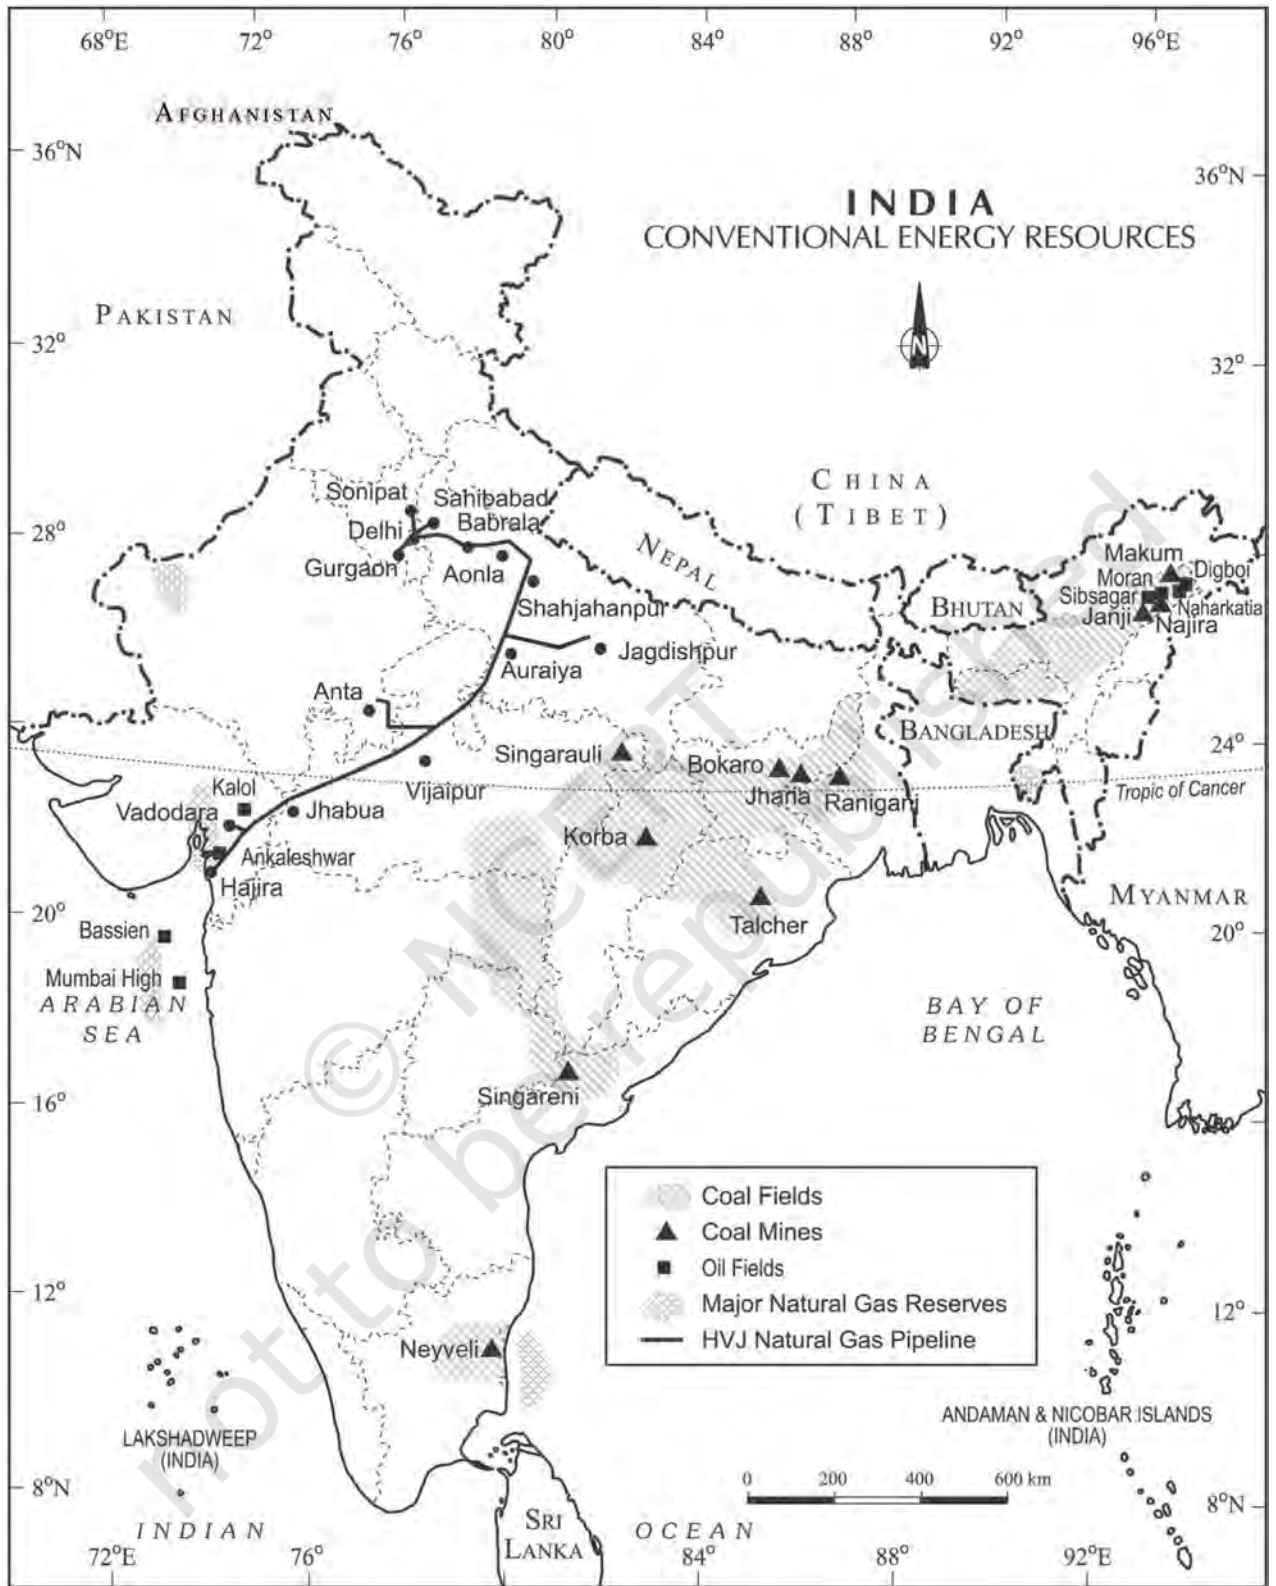 68°E 72° 76° 80° 84° 88° 92° 96°E
AFGHANISTAN
36°N
36°N
INDIA
CONVENTIONAL ENERGY RESOURCES
PAKISTAN
N
32°
32°
CHINA
(TIBET)
Sonipat
Sahibabad
Delhi
Babrala
28°
28°
Gurgaon
Aonla
NEPAL
Makum
Digboi
Moran
Sibsagar
Naharkatia
Janji
Najira
BHUTAN
Shahjahanpur
Jagdishpur
Auraiya
Anta
BANGLADESH
24°
Singarauli
Bokaro
Jharia
Raniganj
Tropic of Cancer
Vijaipur
Kalol
Vadodara
Jhabua
Korba
Ankaleshwar
Hajira
MYANMAR
20°
20°
Talcher
Bassien
Mumbai High
ARABIAN
SEA
BAY OF
BENGAL
Singareni
16°
Coal Fields
Coal Mines
Oil Fields
Major Natural Gas Reserves
HVJ Natural Gas Pipeline
12°
12°
Neyveli
LAKSHADWEEP
(INDIA)
ANDAMAN & NICOBAR ISLANDS
(INDIA)
0 200 400 600 km
8°N
8°N
INDIAN
OCEAN
SRI
LANKA
72°E 76° 84° 88° 92°E
© NCERT
not to be republished